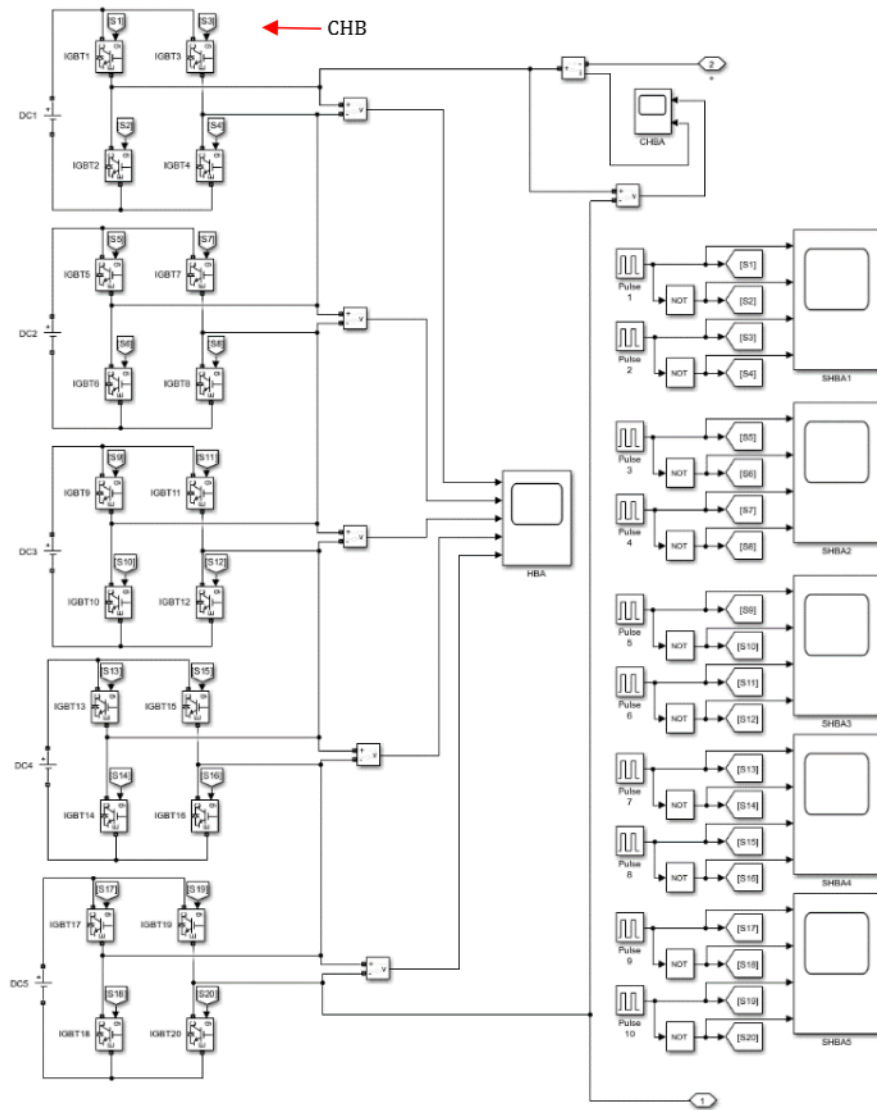 CHB
[S1]
[S3]
IGBT1
IGBT3
DC1
[S2]
[S4]
IGBT2
IGBT4
[S5]
[S7]
IGBT5
IGBT7
DC2
[S6]
[S8]
IGBT6
IGBT8
[S9]
[S11]
IGBT9
IGBT11
DC3
[S10]
[S12]
IGBT10
IGBT12
[S13]
[S15]
IGBT13
IGBT15
DC4
[S14]
[S16]
IGBT14
IGBT16
[S17]
[S19]
IGBT17
IGBT19
DC5
[S18]
[S20]
IGBT18
IGBT20
HBA
2
CHBA
1
Pulse
1
[S1]
NOT
[S2]
Pulse
2
[S3]
NOT
[S4]
SHBA1
Pulse
3
[S5]
NOT
[S6]
Pulse
4
[S7]
NOT
[S8]
SHBA2
Pulse
5
[S9]
NOT
[S10]
Pulse
6
[S11]
NOT
[S12]
SHBA3
Pulse
7
[S13]
NOT
[S14]
Pulse
8
[S15]
NOT
[S16]
SHBA4
Pulse
9
[S17]
NOT
[S18]
Pulse
10
[S19]
NOT
[S20]
SHBA5